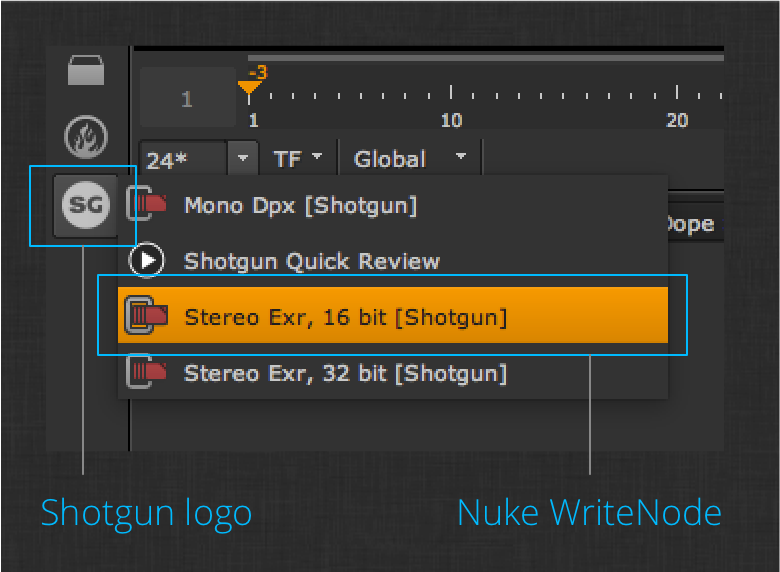 -3
1
1 10 20
24* TF Global
SG
Mono Dpx [Shotgun]
Dope
Shotgun Quick Review
Stereo Exr, 16 bit [Shotgun]
Stereo Exr, 32 bit [Shotgun]
Shotgun logo
Nuke WriteNode